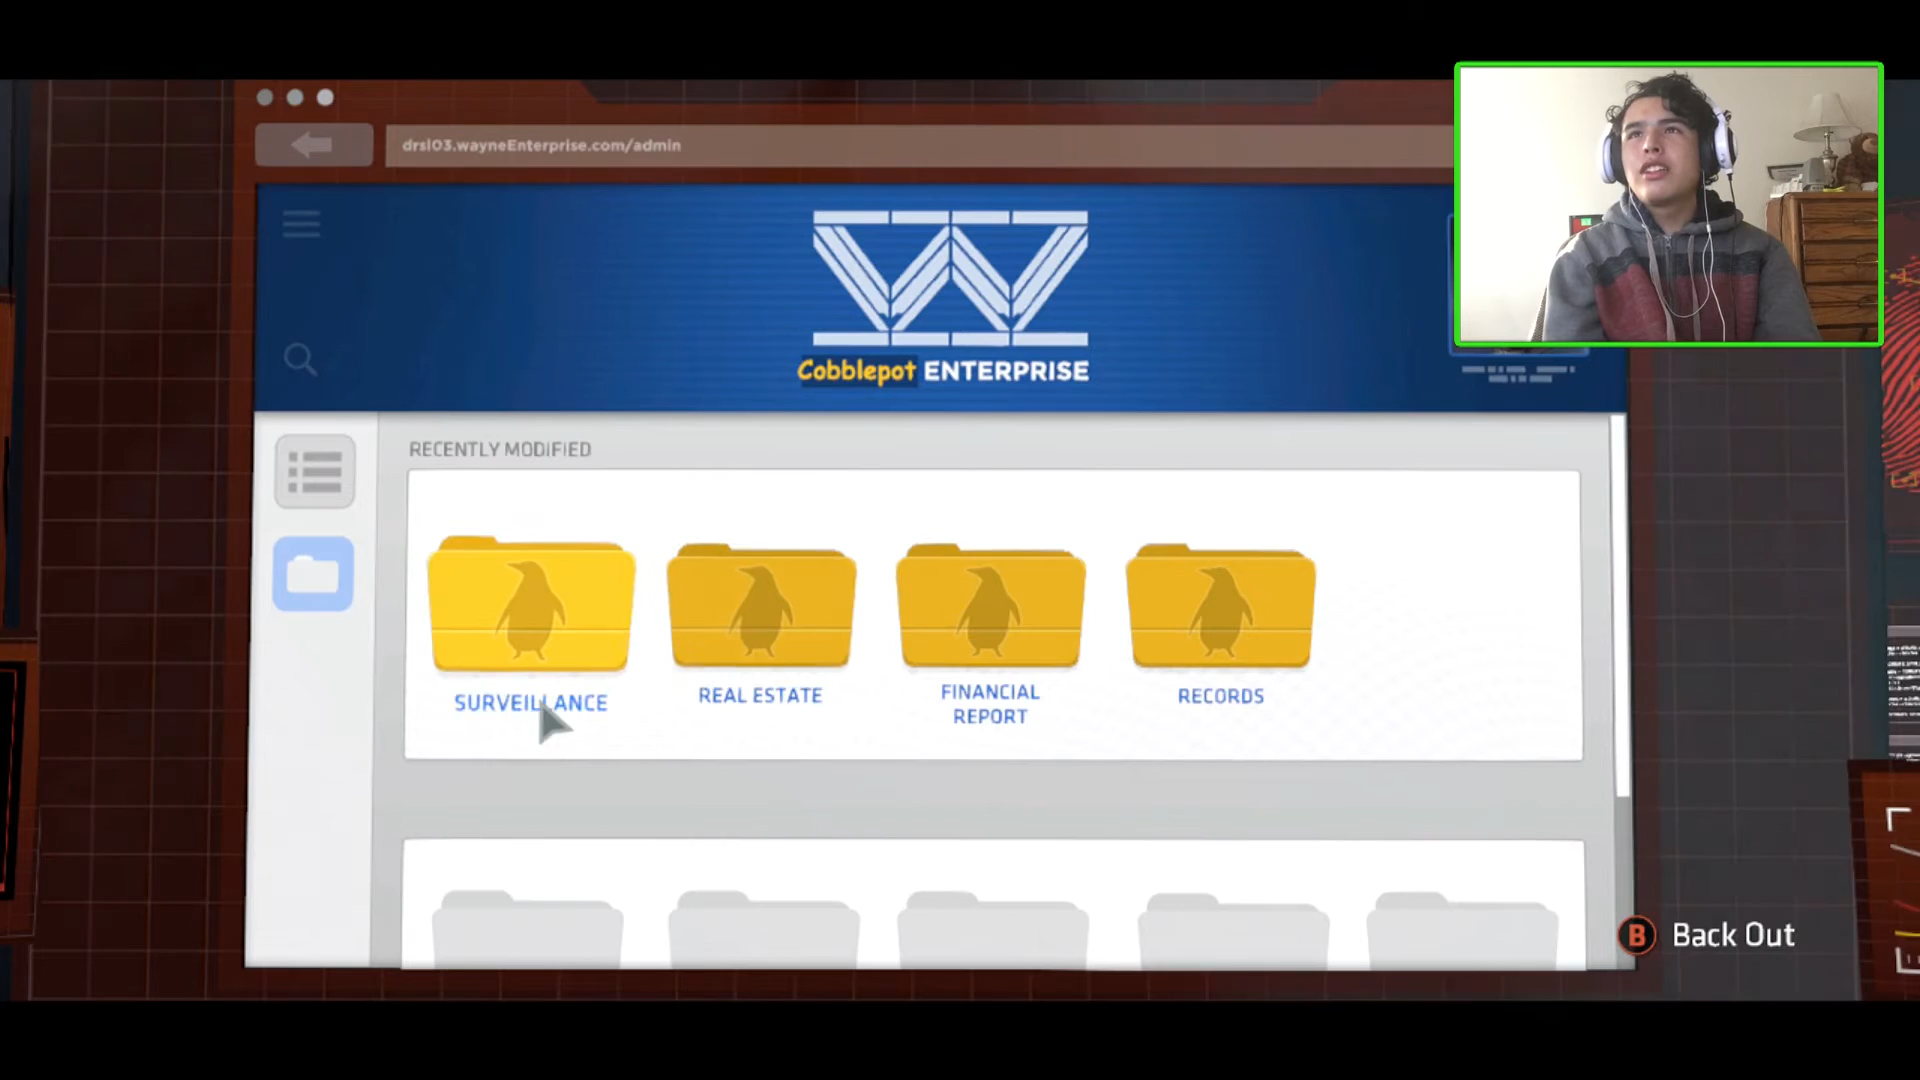 drsl03.wayneEnterprise.com/admin
Cobblepot ENTERPRISE
RECENTLY MODIFIED
SURVEILLANCE
REAL ESTATE
FINANCIAL
REPORT
RECORDS
B Back Out